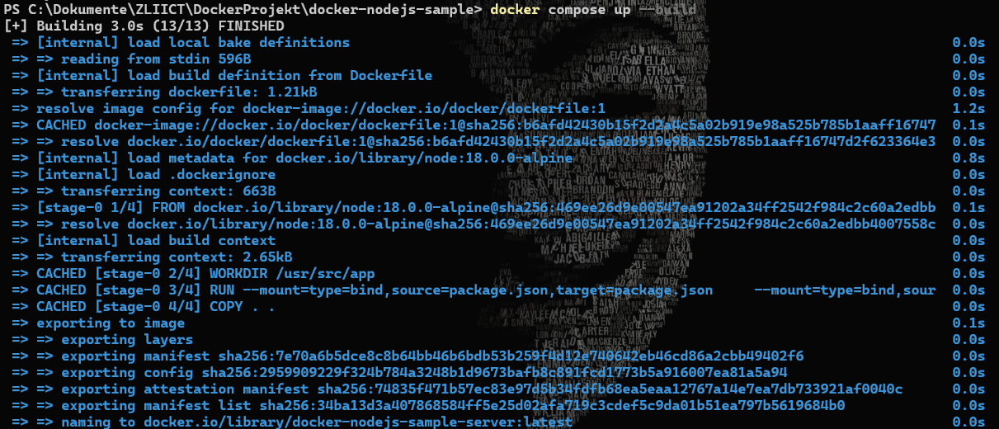 PS C:\Dokumente\ZLIICT\DockerProjekt\docker-nodejs-sample> docker compose up --build
[+] Building 3.0s (13/13) FINISHED
=> [internal] load local bake definitions 0.0s
=> => reading from stdin 596B 0.0s
=> [internal] load build definition from Dockerfile 0.0s
=> => transferring dockerfile: 1.21kB 0.0s
=> resolve image config for docker-image://docker.io/docker/dockerfile:1 1.2s
=> CACHED docker-image://docker.io/docker/dockerfile:1@sha256:b6afd42430b15f2d2a4c5a02b919e98a525b785b1aaff16747 0.1s
=> => resolve docker.io/docker/dockerfile:1@sha256:b6afd42430b15f2d2a4c5a02b919e98a525b785b1aaff16747d2f623364e3 0.0s
=> [internal] load metadata for docker.io/library/node:18.0.0-alpine 0.8s
=> [internal] load .dockerignore 0.0s
=> => transferring context: 663B 0.0s
=> [stage-0 1/4] FROM docker.io/library/node:18.0.0-alpine@sha256:469ee26d9e00547ea91202a34ff2542f984c2c60a2edbb 0.1s
=> => resolve docker.io/library/node:18.0.0-alpine@sha256:469ee26d9e00547ea91202a34ff2542f984c2c60a2edbb4007558c 0.0s
=> [internal] load build context 0.0s
=> => transferring context: 2.65kB 0.0s
=> CACHED [stage-0 2/4] WORKDIR /usr/src/app 0.0s
=> CACHED [stage-0 3/4] RUN --mount=type=bind,source=package.json,target=package.json     --mount=type=bind,sour 0.0s
=> CACHED [stage-0 4/4] COPY . . 0.0s
=> exporting to image 0.1s
=> => exporting layers 0.0s
=> => exporting manifest sha256:7e70a6b5dce8c8b64bb46b6bdb53b259f4d12e740642eb46cd86a2cbb49402f6 0.0s
=> => exporting config sha256:2959909229f324b784a3248b1d9673bafb8c891fcd1773b5a916007ea81a5a94 0.0s
=> => exporting attestation manifest sha256:74835f471b57ec83e97d5b34fdfb68ea5eaa12767a14e7ea7db733921af0040c 0.0s
=> => exporting manifest list sha256:34ba13d3a407868584ff5e25d02afa719c3cdef5c9da01b51ea797b5619684b0 0.0s
=> => naming to docker.io/library/docker-nodejs-sample-server:latest 0.0s